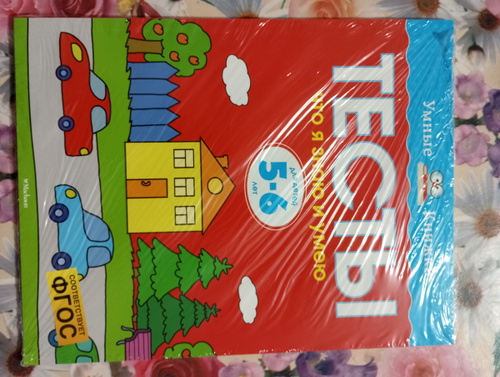 Умные Книжки
ТЕСТЫ
что я знаю и умею
для детей
5-6
лет
СООТВЕТСТВУЕТ
ФГОС